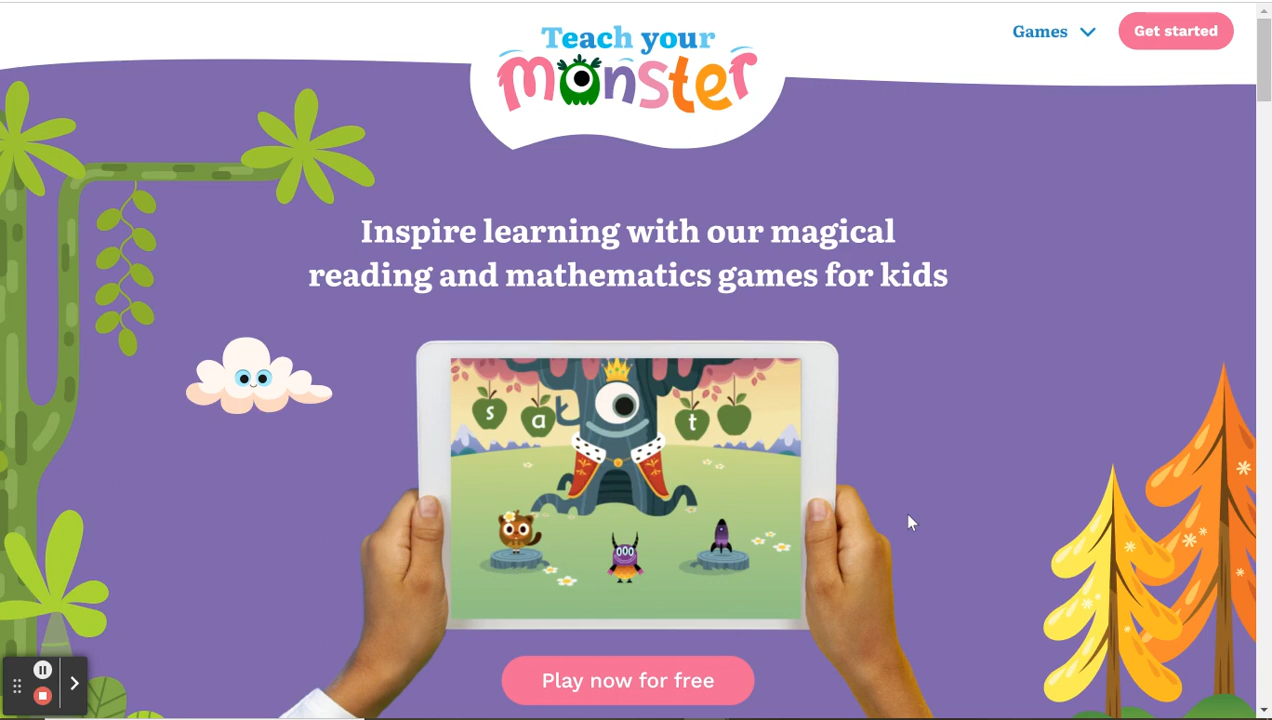 Teach your
monster
Games
Get started
Inspire learning with our magical
reading and mathematics games for kids
s a t t
Play now for free